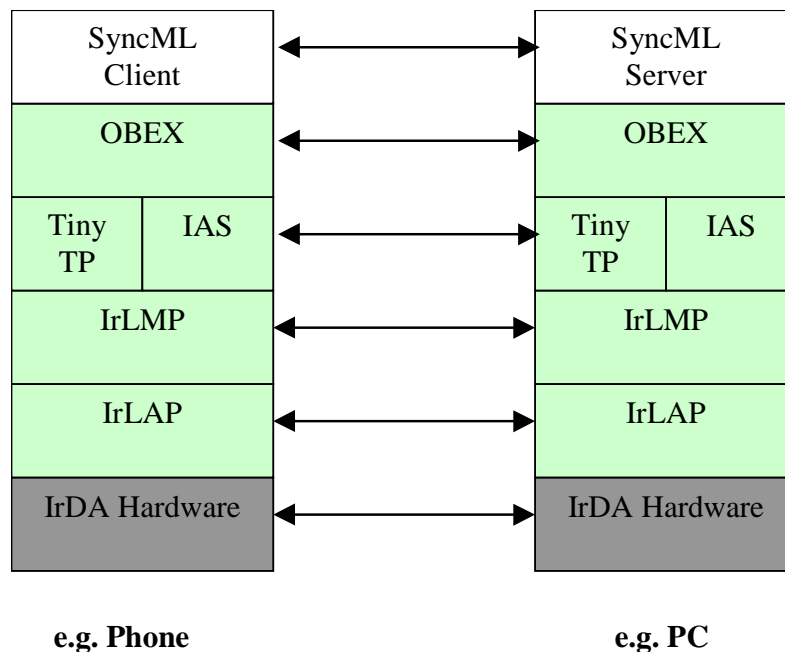 SyncML
Client
SyncML
Server
OBEX
OBEX
Tiny
TP
IAS
Tiny
TP
IAS
IrLMP
IrLMP
IrLAP
IrLAP
IrDA Hardware
IrDA Hardware
e.g. Phone
e.g. PC